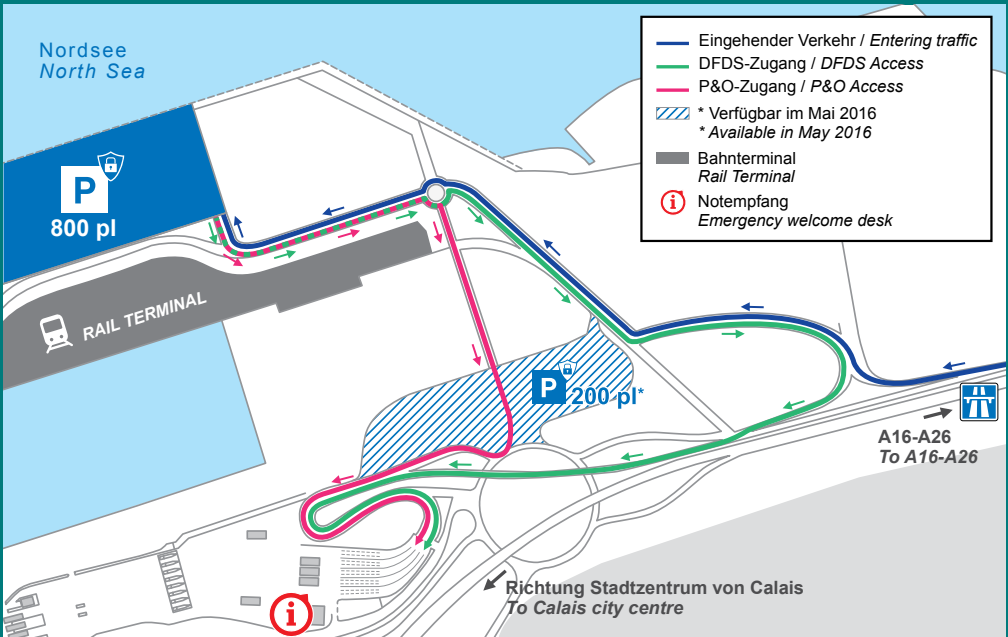 Nordsee
North Sea
Eingehender Verkehr / Entering traffic
DFDS-Zugang / DFDS Access
P&O-Zugang / P&O Access
* Verfügbar im Mai 2016
* Available in May 2016
Bahnterminal
Rail Terminal
i
Notempfang
Emergency welcome desk
P
800 pl
RAIL TERMINAL
P
200 pl*
A16-A26
To A16-A26
Richtung Stadtzentrum von Calais
To Calais city centre
i